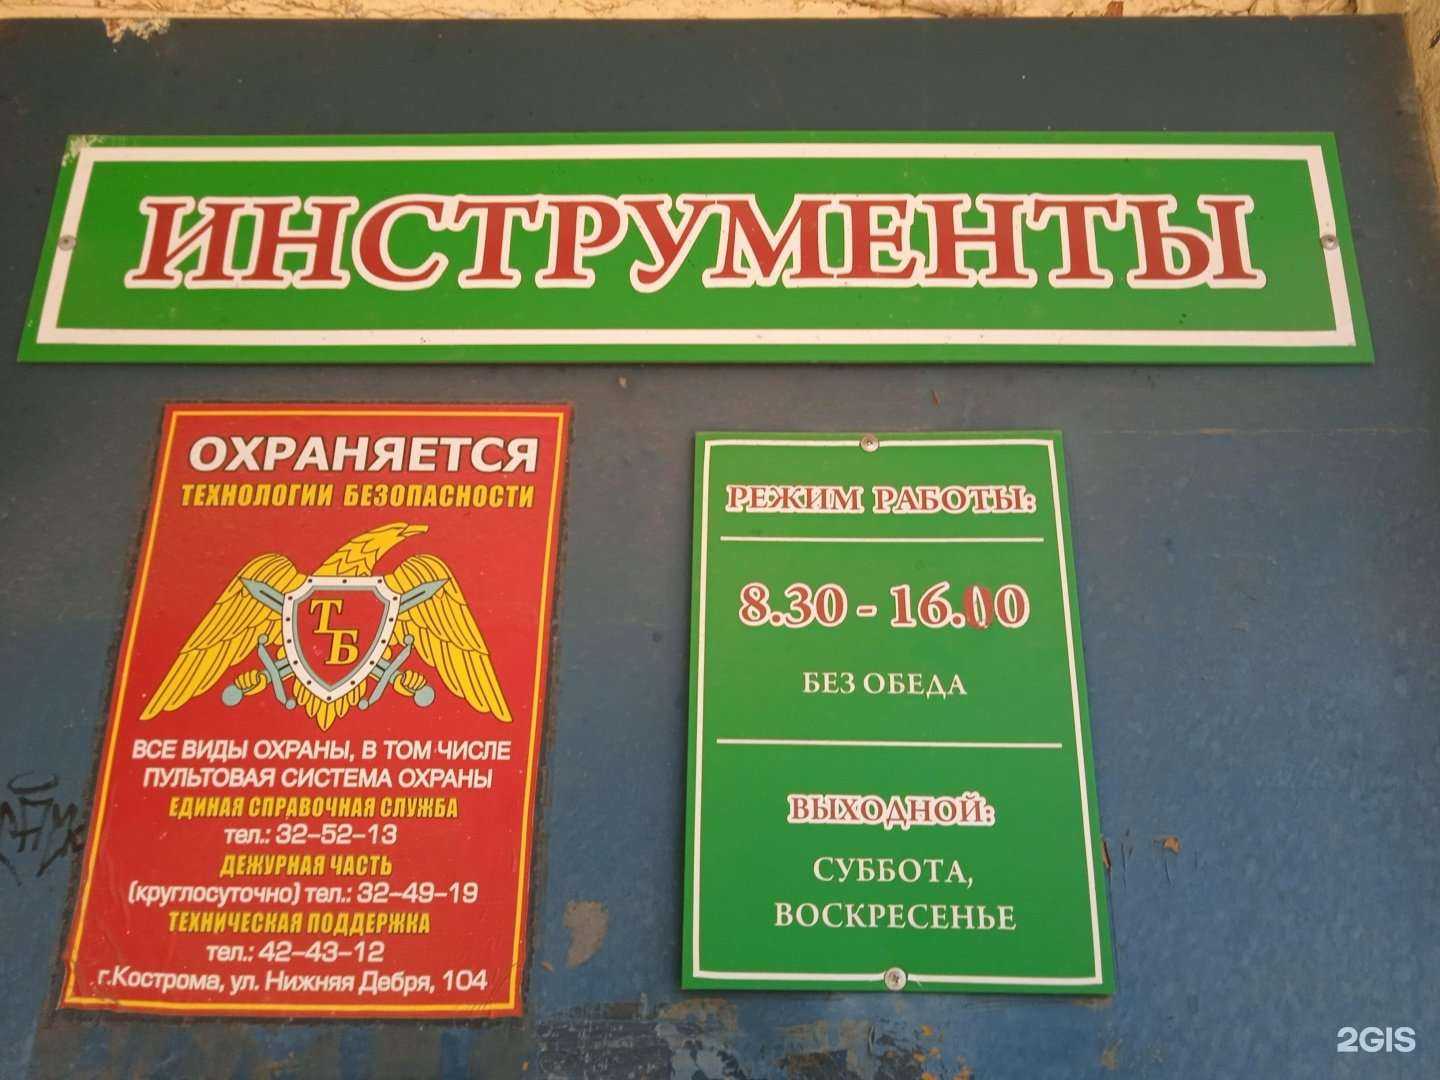 ИНСТРУМЕНТЫ
ОХРАНЯЕТСЯ
ТЕХНОЛОГИИ БЕЗОПАСНОСТИ
ТБ
ВСЕ ВИДЫ ОХРАНЫ, В ТОМ ЧИСЛЕ
ПУЛЬТОВАЯ СИСТЕМА ОХРАНЫ
ЕДИНАЯ СПРАВОЧНАЯ СЛУЖБА
тел.: 32-52-13
ДЕЖУРНАЯ ЧАСТЬ
(круглосуточно) тел.: 32-49-19
ТЕХНИЧЕСКАЯ ПОДДЕРЖКА
тел.: 42-43-12
г.Кострома, ул. Нижняя Дебря, 104
РЕЖИМ РАБОТЫ:
8.30 - 16.00
БЕЗ ОБЕДА
ВЫХОДНОЙ:
СУББОТА,
ВОСКРЕСЕНЬЕ
2GIS